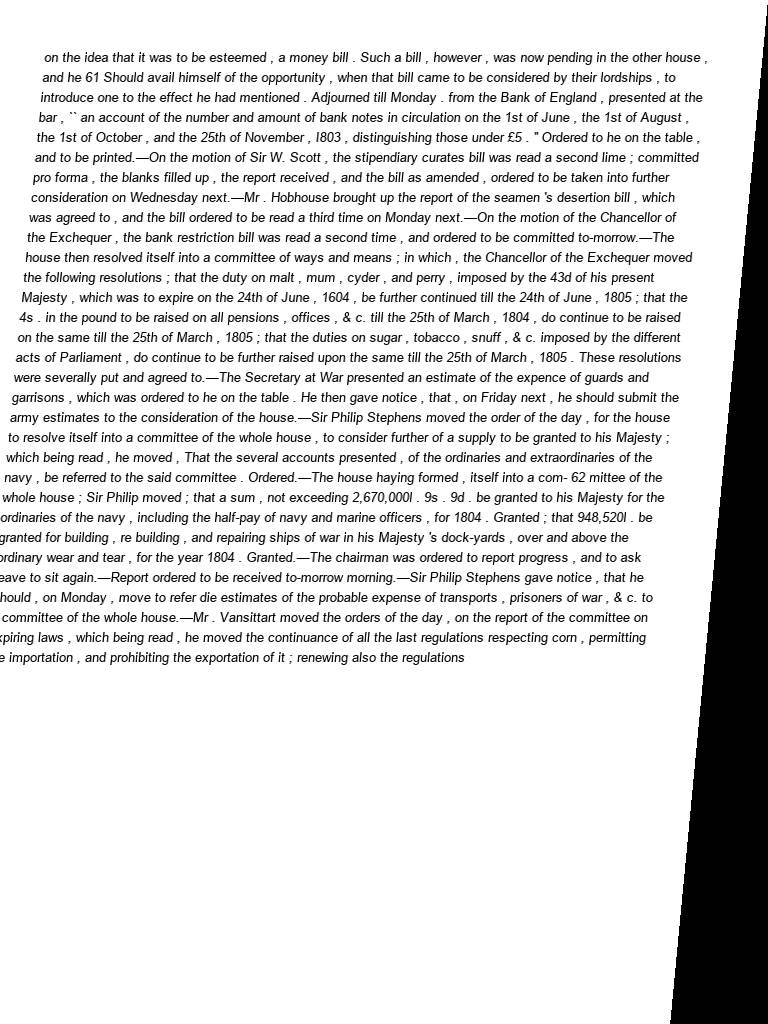 on the idea that it was to be esteemed , a money bill . Such a bill , however , was now pending in the other house ,
and he 61 Should avail himself of the opportunity , when that bill came to be considered by their lordships , to
introduce one to the effect he had mentioned . Adjourned till Monday . from the Bank of England , presented at the
bar , `` an account of the number and amount of bank notes in circulation on the 1st of June , the 1st of August ,
the 1st of October , and the 25th of November , l803 , distinguishing those under £5 . " Ordered to he on the table ,
and to be printed.—On the motion of Sir W. Scott , the stipendiary curates bill was read a second lime ; committed
pro forma , the blanks filled up , the report received , and the bill as amended , ordered to be taken into further
consideration on Wednesday next.—Mr . Hobhouse brought up the report of the seamen 's desertion bill , which
was agreed to , and the bill ordered to be read a third time on Monday next.—On the motion of the Chancellor of
the Exchequer , the bank restriction bill was read a second time , and ordered to be committed to-morrow.—The
house then resolved itself into a committee of ways and means ; in which , the Chancellor of the Exchequer moved
the following resolutions ; that the duty on malt , mum , cyder , and perry , imposed by the 43d of his present
Majesty , which was to expire on the 24th of June , 1604 , be further continued till the 24th of June , 1805 ; that the
4s . in the pound to be raised on all pensions , offices , & c. till the 25th of March , 1804 , do continue to be raised
on the same till the 25th of March , 1805 ; that the duties on sugar , tobacco , snuff , & c. imposed by the different
acts of Parliament , do continue to be further raised upon the same till the 25th of March , 1805 . These resolutions
were severally put and agreed to.—The Secretary at War presented an estimate of the expence of guards and
garrisons , which was ordered to he on the table . He then gave notice , that , on Friday next , he should submit the
army estimates to the consideration of the house.—Sir Philip Stephens moved the order of the day , for the house
to resolve itself into a committee of the whole house , to consider further of a supply to be granted to his Majesty ;
which being read , he moved , That the several accounts presented , of the ordinaries and extraordinaries of the
navy , be referred to the said committee . Ordered.—The house having formed , itself into a com- 62 mittee of the
whole house ; Sir Philip moved ; that a sum , not exceeding 2,670,000l . 9s . 9d . be granted to his Majesty for the
ordinaries of the navy , including the half-pay of navy and marine officers , for 1804 . Granted ; that 948,520l . be
granted for building , re building , and repairing ships of war in his Majesty 's dock-yards , over and above the
ordinary wear and tear , for the year 1804 . Granted.—The chairman was ordered to report progress , and to ask
eave to sit again.—Report ordered to be received to-morrow morning.—Sir Philip Stephens gave notice , that he
hould , on Monday , move to refer die estimates of the probable expense of transports , prisoners of war , & c. to
committee of the whole house.—Mr . Vansittart moved the orders of the day , on the report of the committee on
xpiring laws , which being read , he moved the continuance of all the last regulations respecting corn , permitting
e importation , and prohibiting the exportation of it ; renewing also the regulations